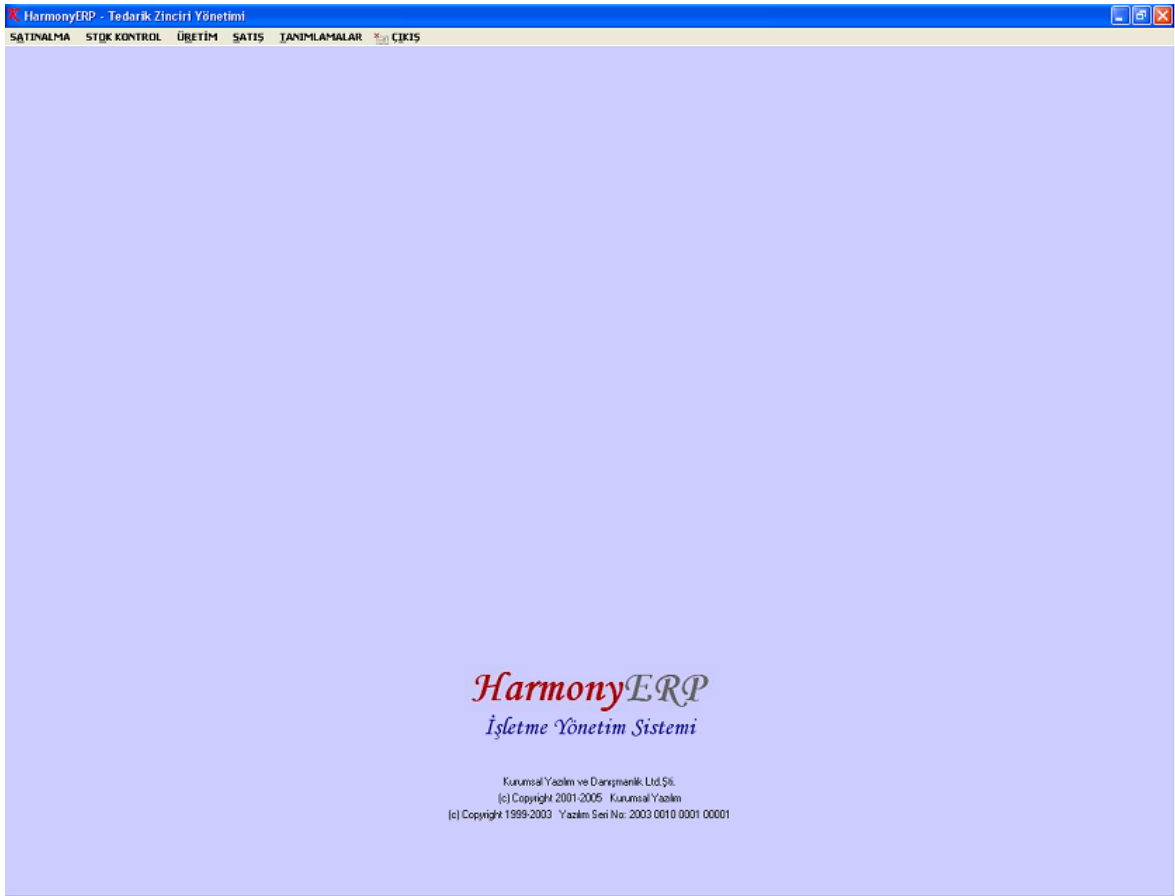 HarmonyERP - Tedarik Zinciri Yönetimi
SATINALMA STOK KONTROL ÜRETİM SATIŞ TANIMLAMALAR ÇIKIŞ
HarmonyERP
İşletme Yönetim Sistemi
Kurumsal Yazılım ve Danışmanlık Ltd.Şti.
(c) Copyright 2001-2005 Kurumsal Yazılım
(c) Copyright 1999-2003 Yazılım Seri No: 2003 0010 0001 00001